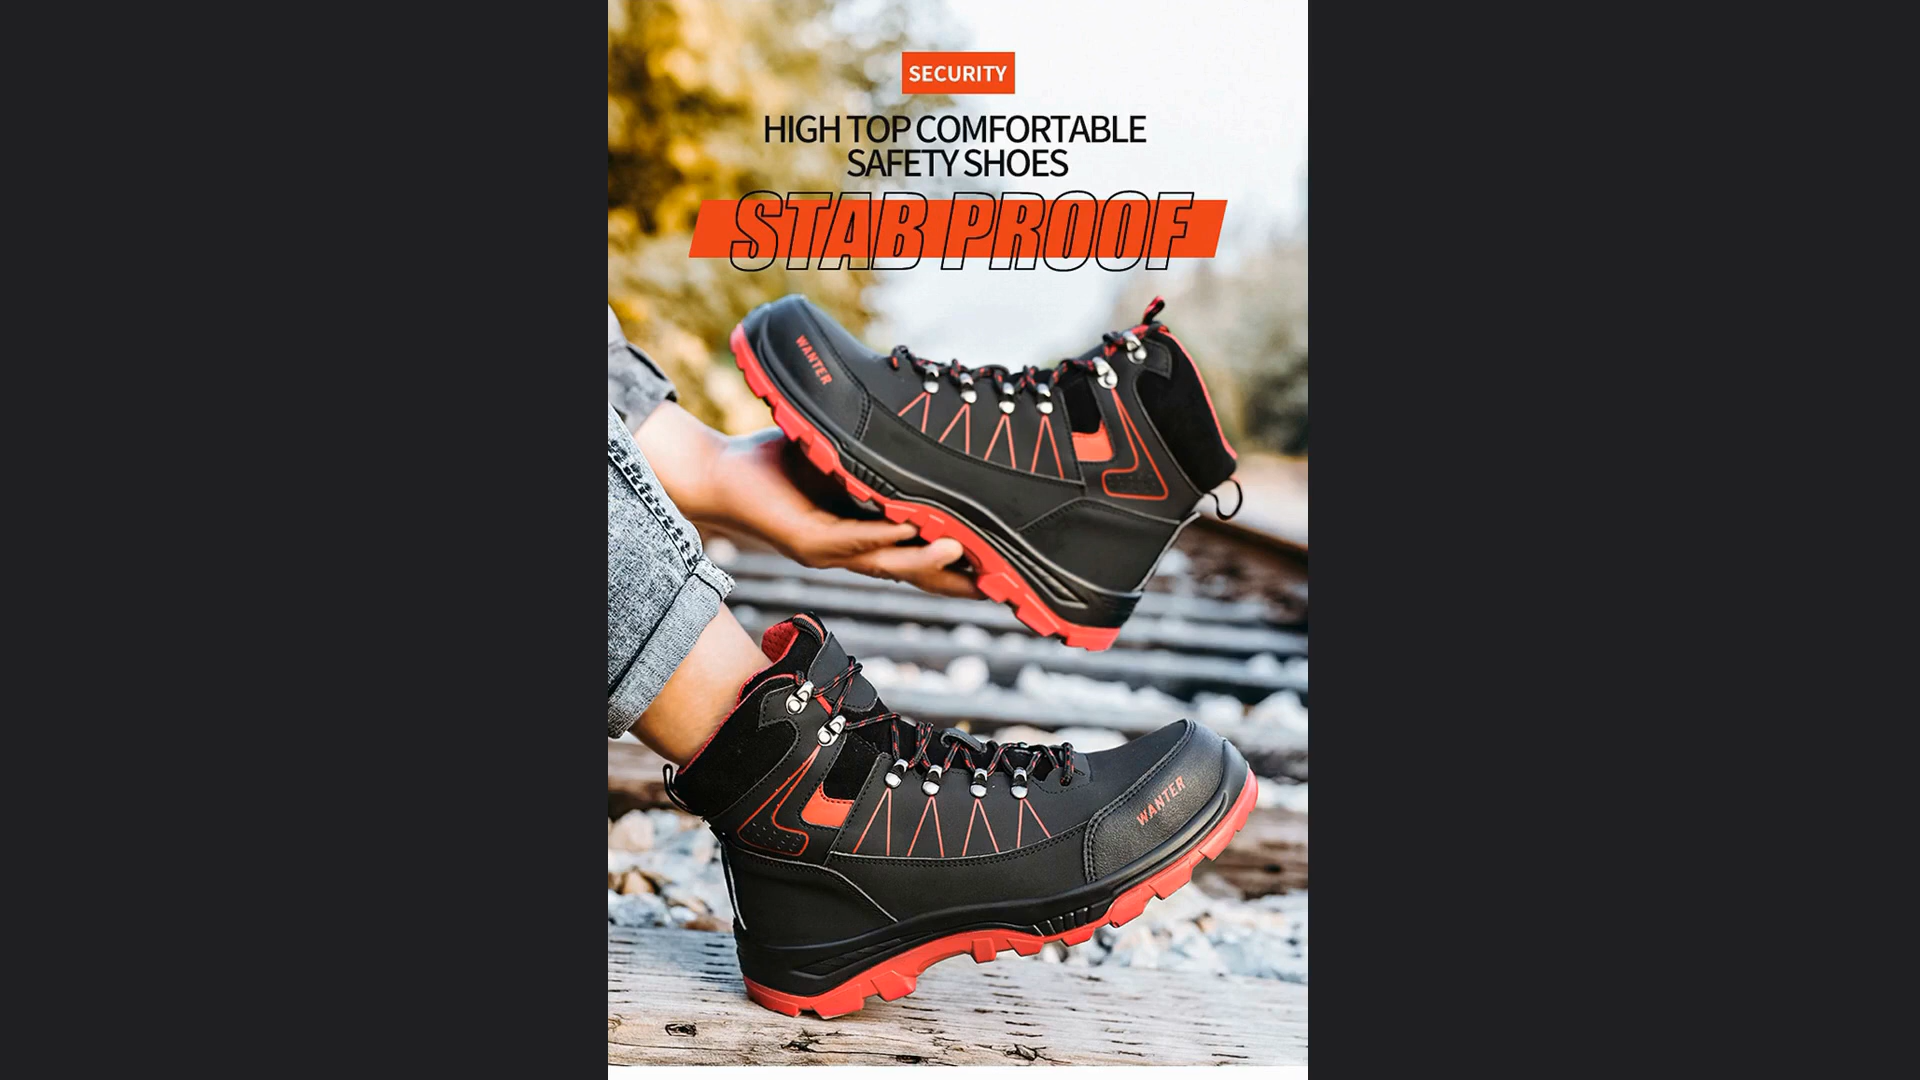 SECURITY
HIGH TOP COMFORTABLE
SAFETY SHOES
STAB PROOF
WANTER
WANTER